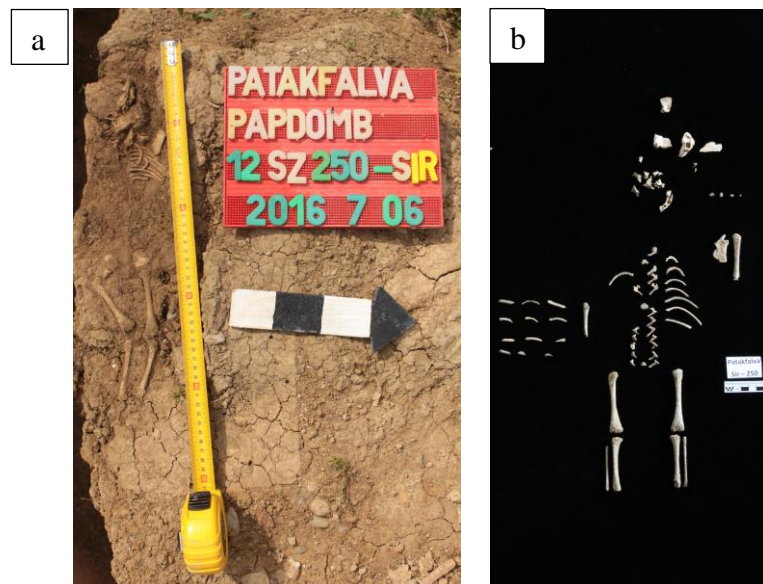 a
PATAKFALVA
PAPDOMB
12 SZ 250-SIR
2016 7 06
b
Patakfalva
Sir - 250